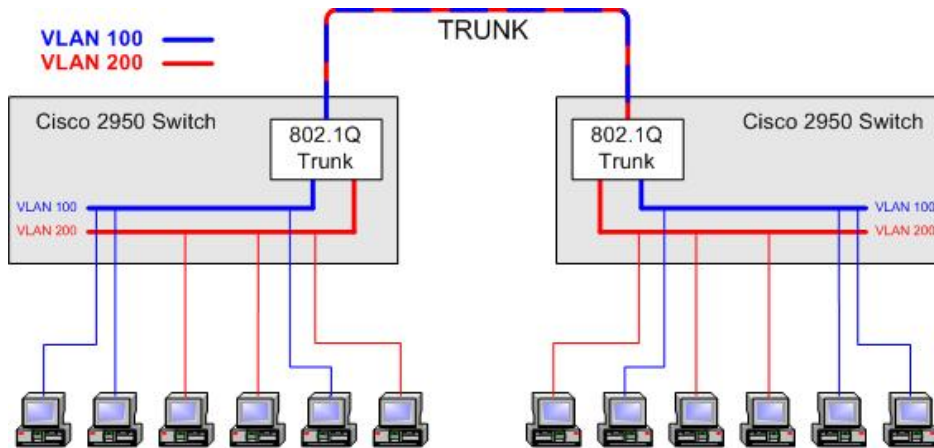 TRUNK
VLAN 100
VLAN 200
Cisco 2950 Switch
802.1Q
Trunk
VLAN 100
VLAN 200
802.1Q
Trunk
Cisco 2950 Switch
VLAN 100
VLAN 200